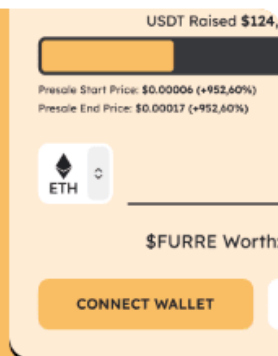 USDT Raised $124,
Presale Start Price: $0.00006 (+952,60%)
Presale End Price: $0.00017 (+952,60%)
ETH
$FURRE Worth:
CONNECT WALLET